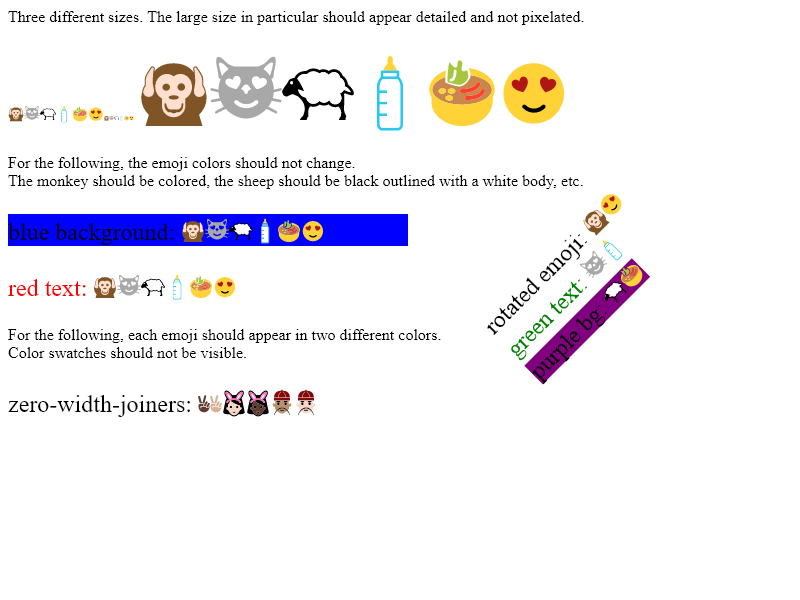 Three different sizes. The large size in particular should appear detailed and not pixelated.
🙉😻🐑🍼🍲😍🙉😻🐑🍼🍲😍🙉😻🐑🍼🍲😍
For the following, the emoji colors should not change.
The monkey should be colored, the sheep should be black outlined with a white body, etc.
blue background: 🙉😻🐑🍼🍲😍
red text: 🙉😻🐑🍼🍲😍
rotated emoji: 🙉😍
green text: 😻🍼
purple bg: 🐑🍲
For the following, each emoji should appear in two different colors.
Color swatches should not be visible.
zero-width-joiners: ✌🏿✌🏼👯🏻👯🏿👲🏽👲🏻